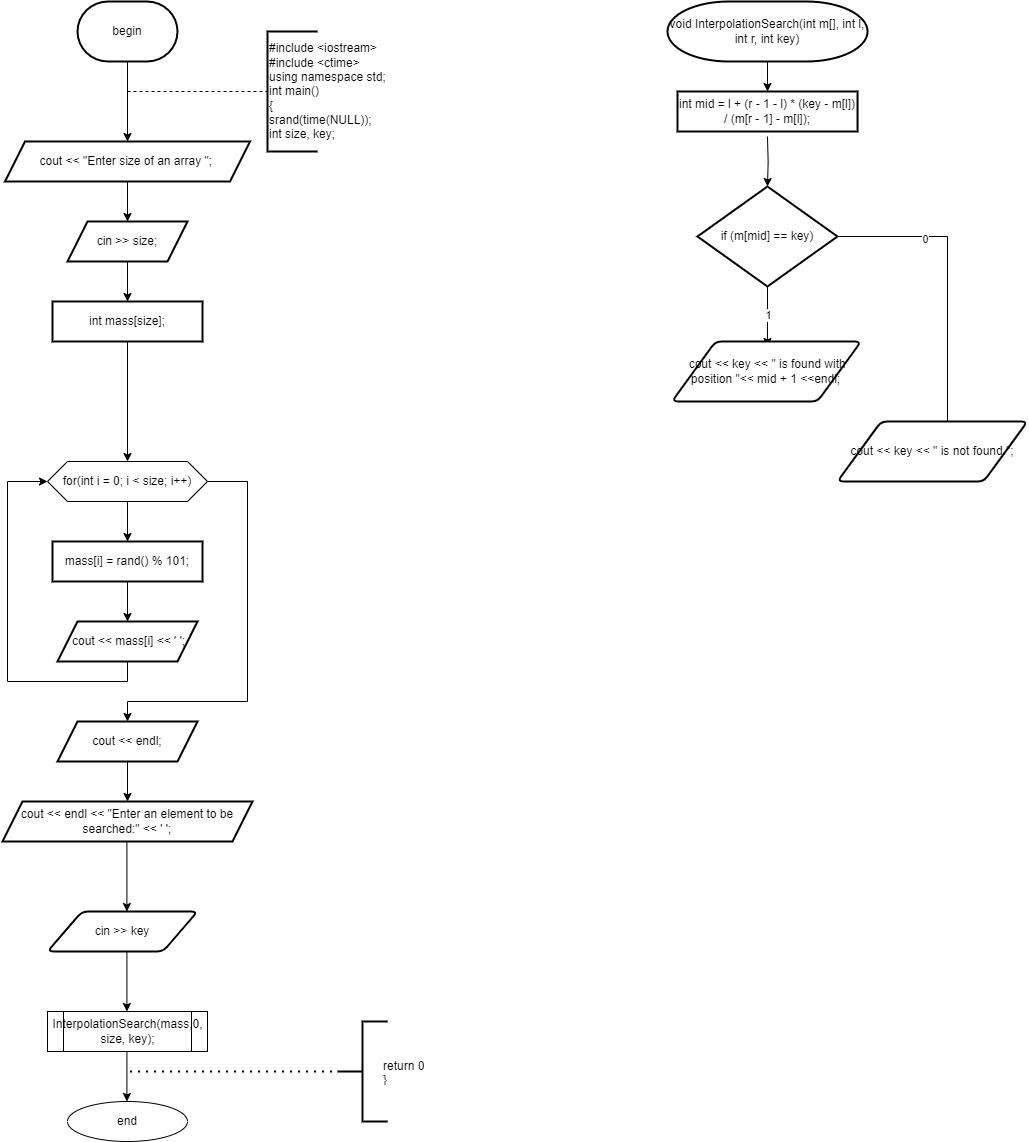 begin
#include <iostream>
#include <ctime>
using namespace std;
int main()
{
srand(time(NULL));
int size, key;
cout << "Enter size of an array ";
cin >> size;
int mass[size];
for(int i = 0; i < size; i++)
mass[i] = rand() % 101;
cout << mass[i] << ' ';
cout << endl;
cout << endl << "Enter an element to be
searched:" << ' ';
cin >> key
InterpolationSearch(mass,0,
size, key);
return 0
}
end
void InterpolationSearch(int m[], int l,
int r, int key)
int mid = l + (r - 1 - l) * (key - m[l])
/ (m[r - 1] - m[l]);
if (m[mid] == key)
0
1
cout << key << " is found with
position "<< mid + 1 <<endl;
cout << key << " is not found ";